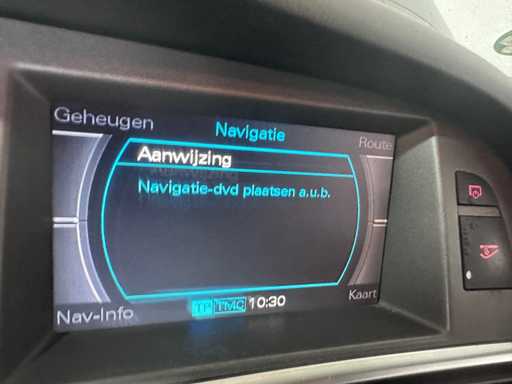 Geheugen
Navigatie
Route
Aanwijzing
Navigatie-dvd plaatsen a.u.b.
Nav-Info
TP TMC 10:30
Kaart